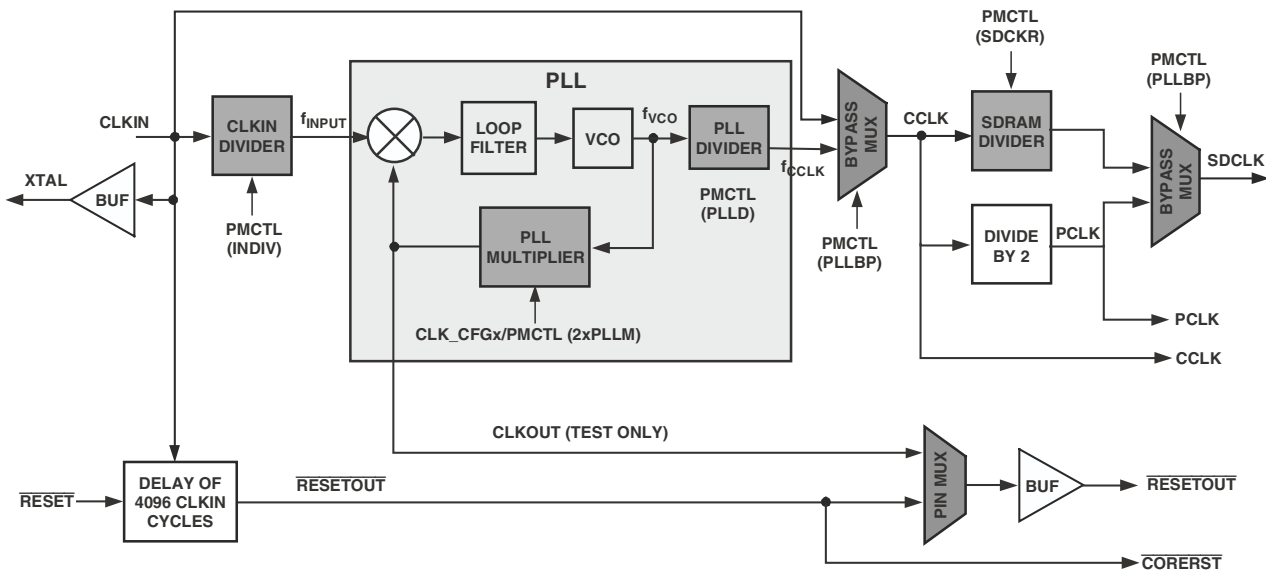 PMCTL
(SDCKR)
PMCTL
(PLLBP)
PLL
CLKIN
CLKIN
DIVIDER
fINPUT
LOOP
FILTER
VCO
fVCO
PLL
DIVIDER
fCCLK
BYPASS
MUX
CCLK
SDRAM
DIVIDER
BYPASS
MUX
SDCLK
XTAL
BUF
PMCTL
(INDIV)
PMCTL
(PLLD)
PLL
MULTIPLIER
PMCTL
(PLLBP)
DIVIDE
BY 2
PCLK
CLK_CFGx/PMCTL (2xPLLM)
PCLK
CCLK
CLKOUT (TEST ONLY)
RESET
DELAY OF
4096 CLKIN
CYCLES
RESETOUT
PIN MUX
BUF
RESETOUT
CORERST